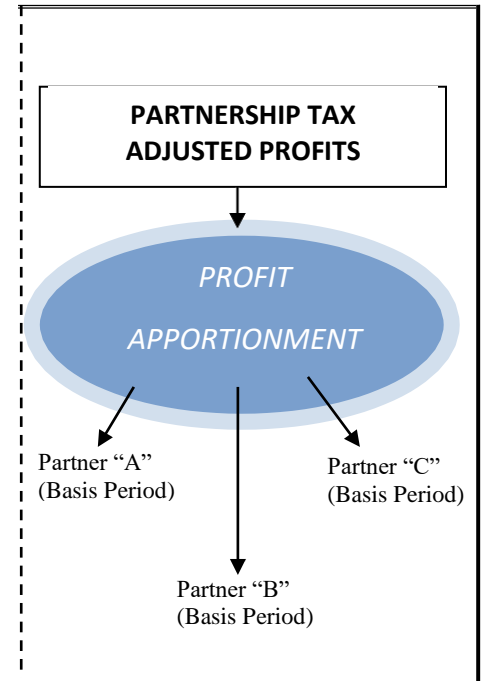 PARTNERSHIP TAX
ADJUSTED PROFITS
PROFIT
APPORTIONMENT
Partner “A”
(Basis Period)
Partner “C”
(Basis Period)
Partner “B”
(Basis Period)